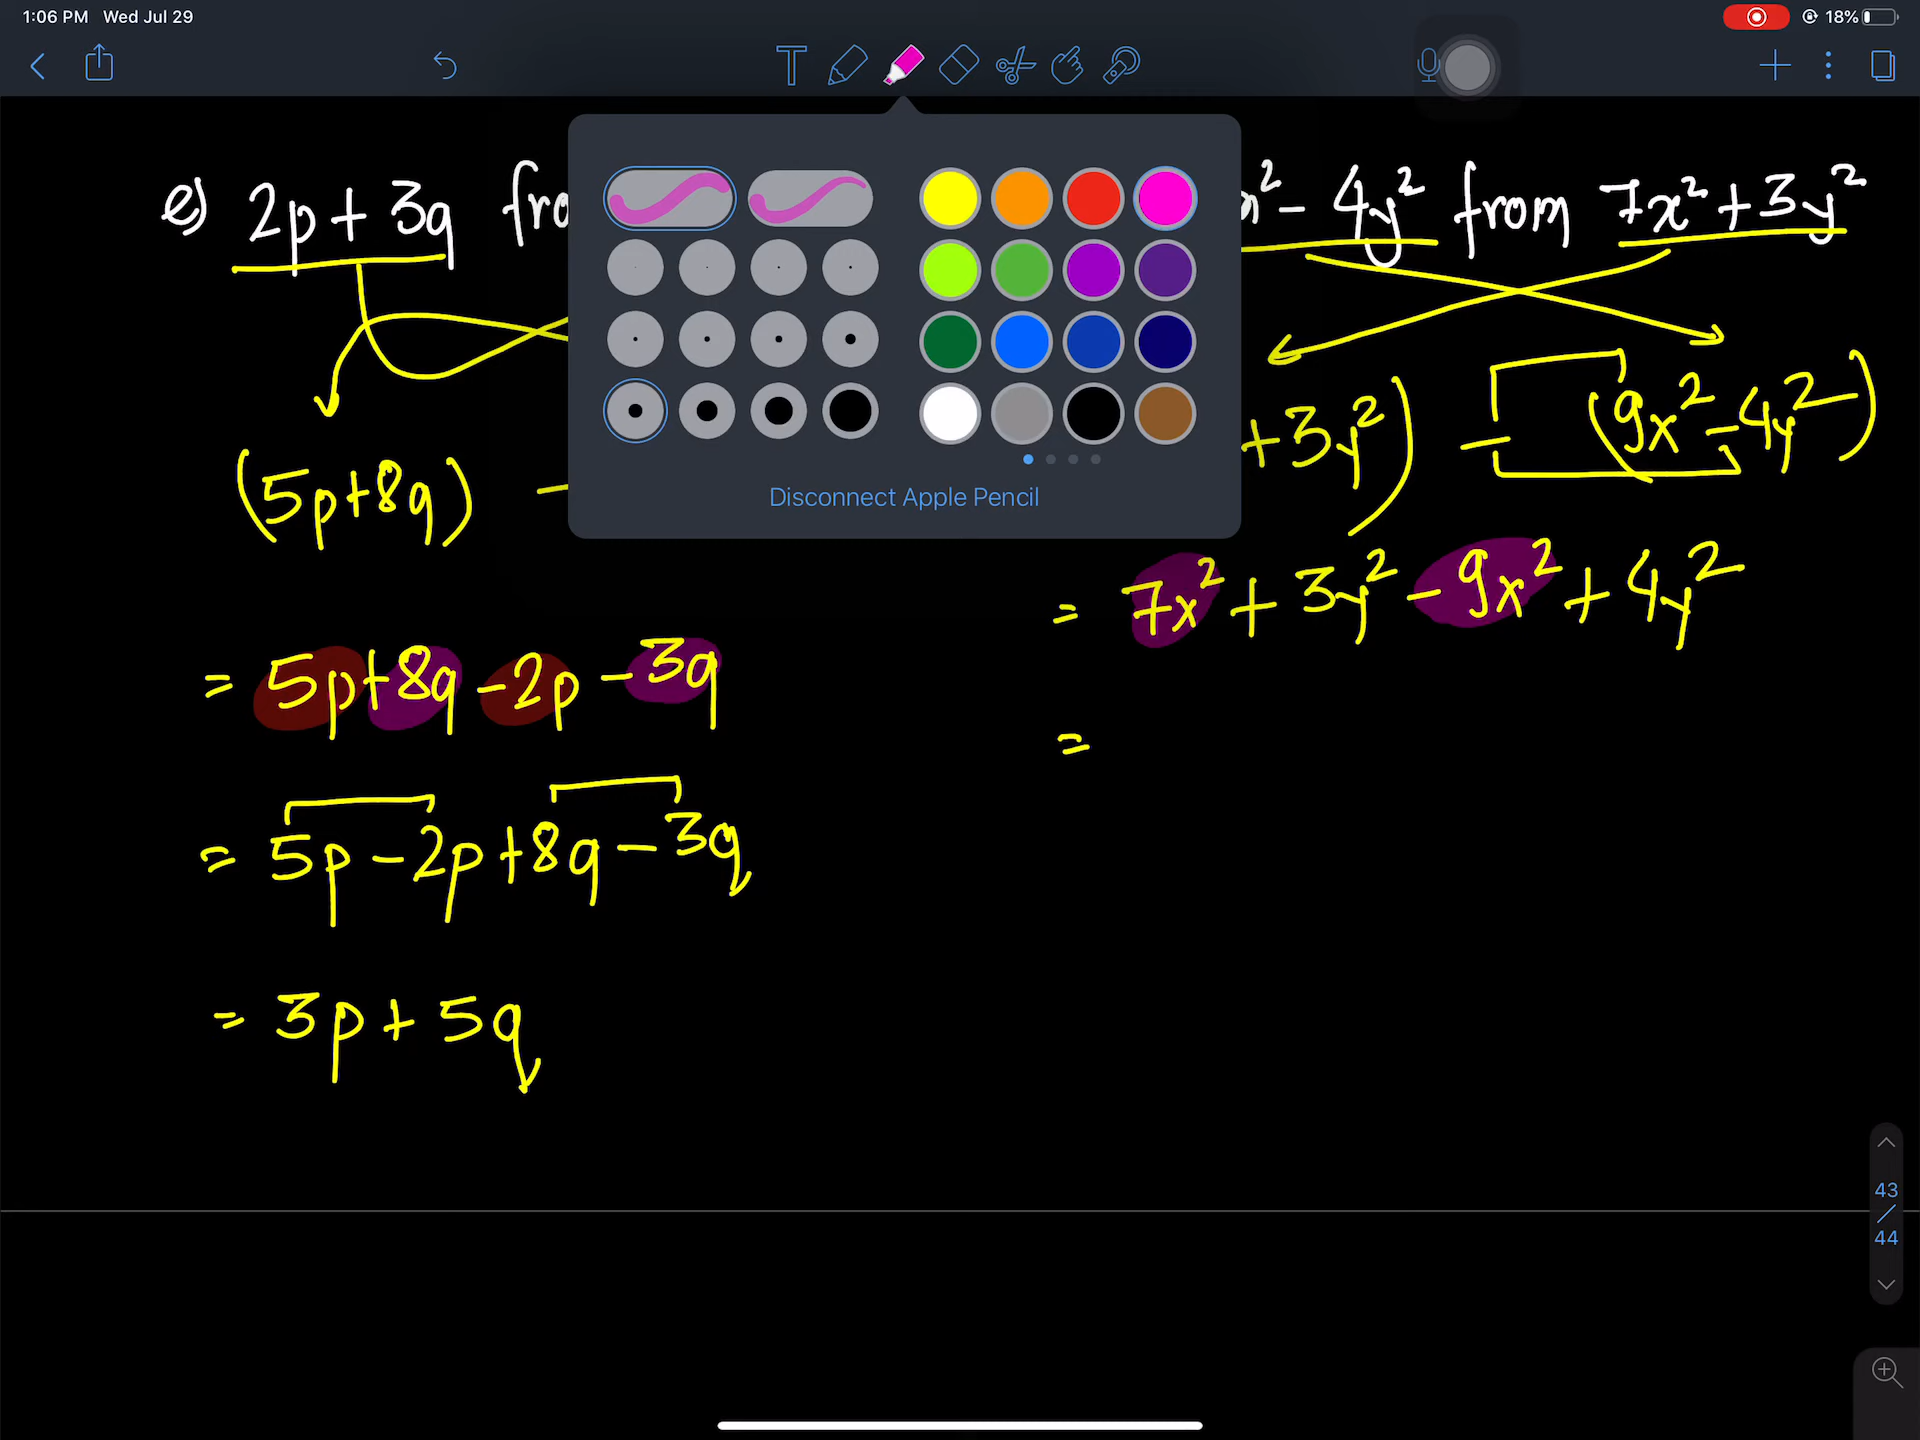 1:06 PM Wed Jul 29
18%
e) 2p + 3q
x² - 4y² from 7x² + 3y²
Disconnect Apple Pencil
(5p+8q) -
+3y²) - (9x² - 4y²)
= 7x² + 3y² - 9x² + 4y²
= 5p+8q - 2p - 3q
=
= 5p - 2p + 8q - 3q
= 3p + 5q
43
/
44